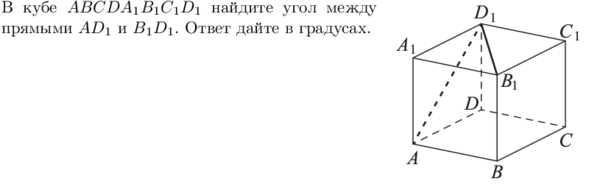 В кубе ABCDA₁B₁C₁D₁ найдите угол между
прямыми AD₁ и B₁D₁. Ответ дайте в градусах.
D₁
C₁
A₁
B₁
D
C
A
B